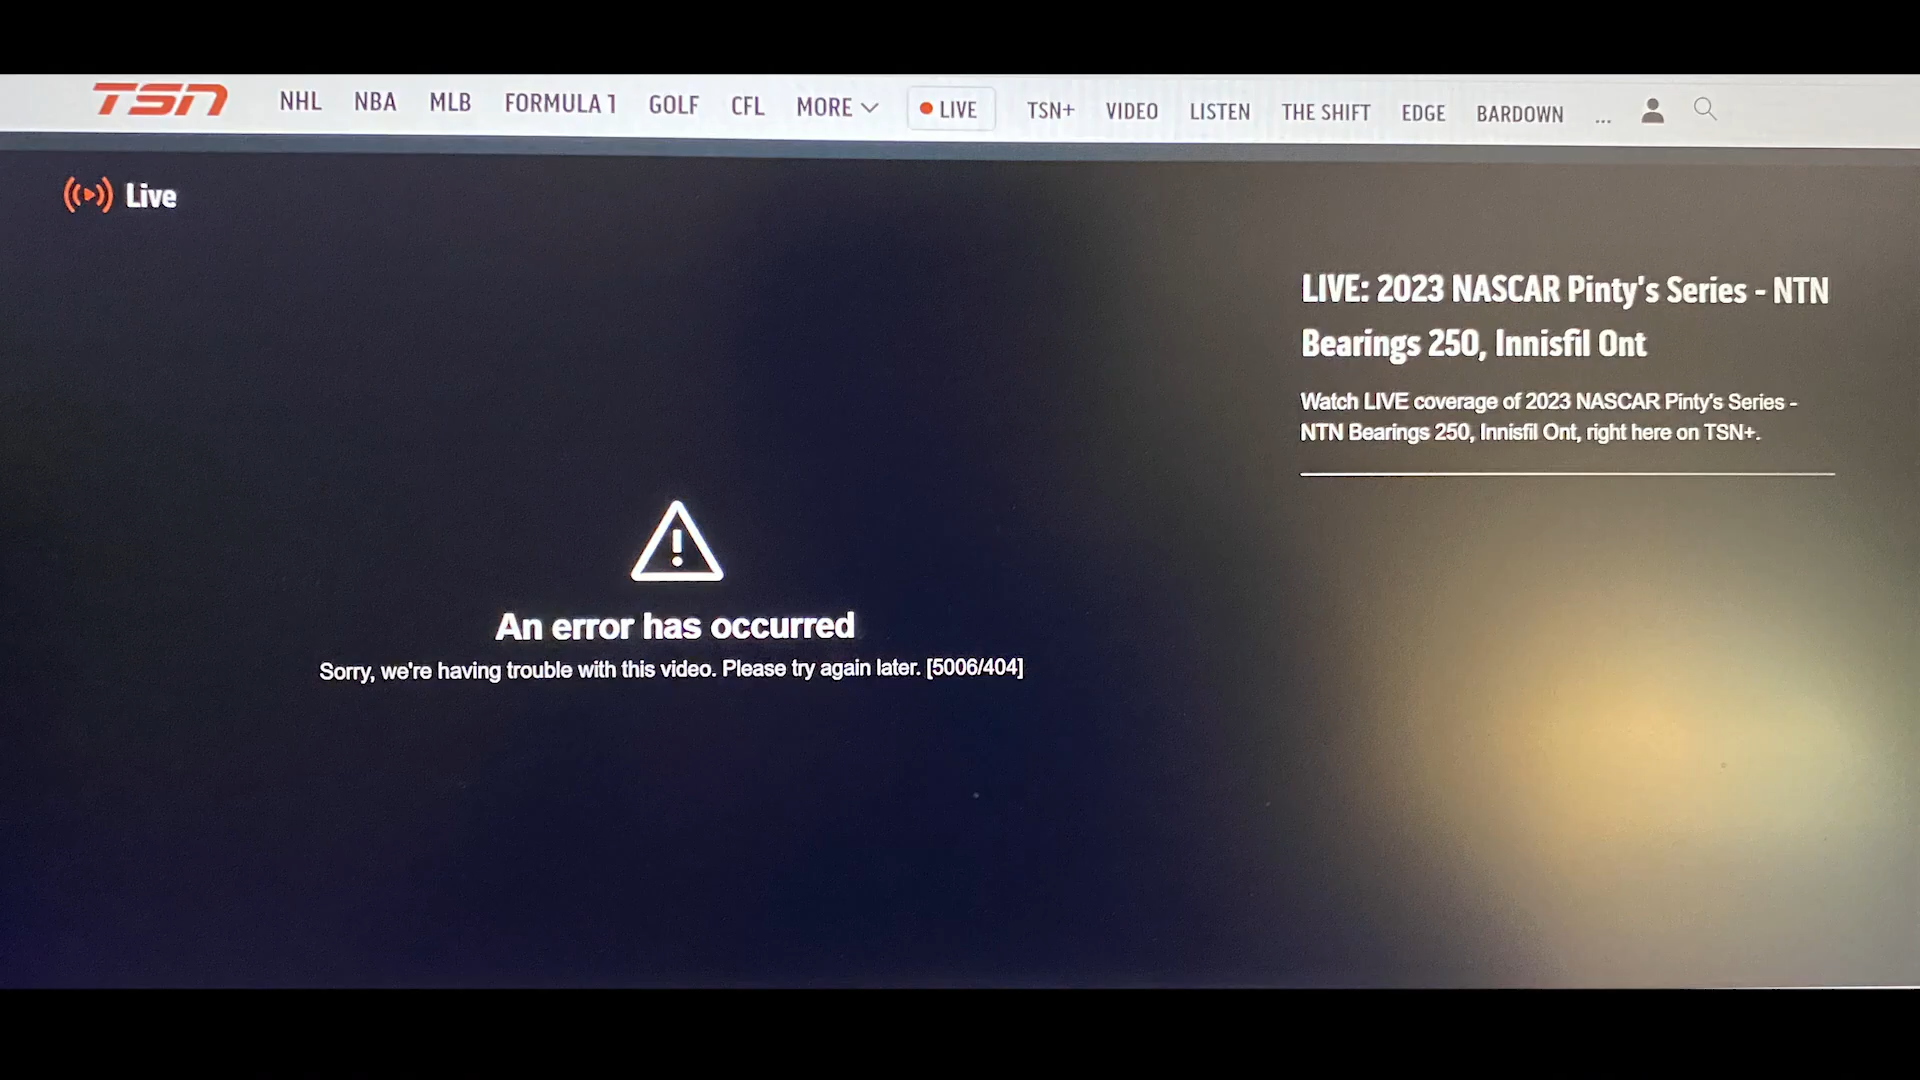 TSN NHL NBA MLB FORMULA 1 GOLF CFL MORE LIVE TSN+ VIDEO LISTEN THE SHIFT EDGE BARDOWN ...
Live
LIVE: 2023 NASCAR Pinty's Series - NTN
Bearings 250, Innisfil Ont
Watch LIVE coverage of 2023 NASCAR Pinty's Series -
NTN Bearings 250, Innisfil Ont, right here on TSN+.
An error has occurred
Sorry, we're having trouble with this video. Please try again later. [5006/404]